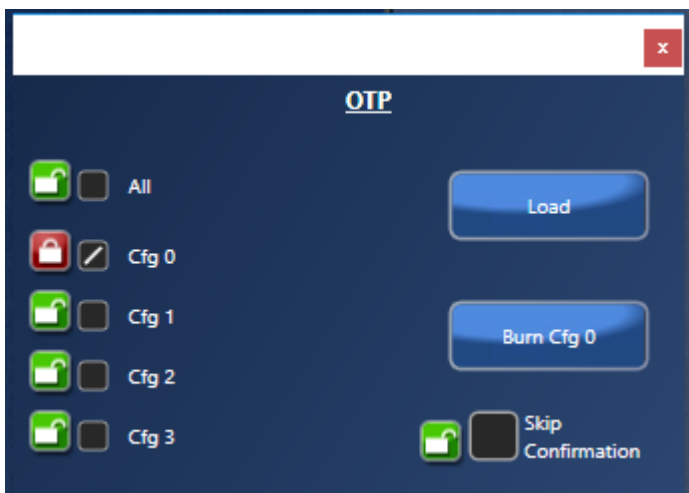 x
OTP
All
Load
Cfg 0
Cfg 1
Burn Cfg 0
Cfg 2
Cfg 3
Skip
Confirmation